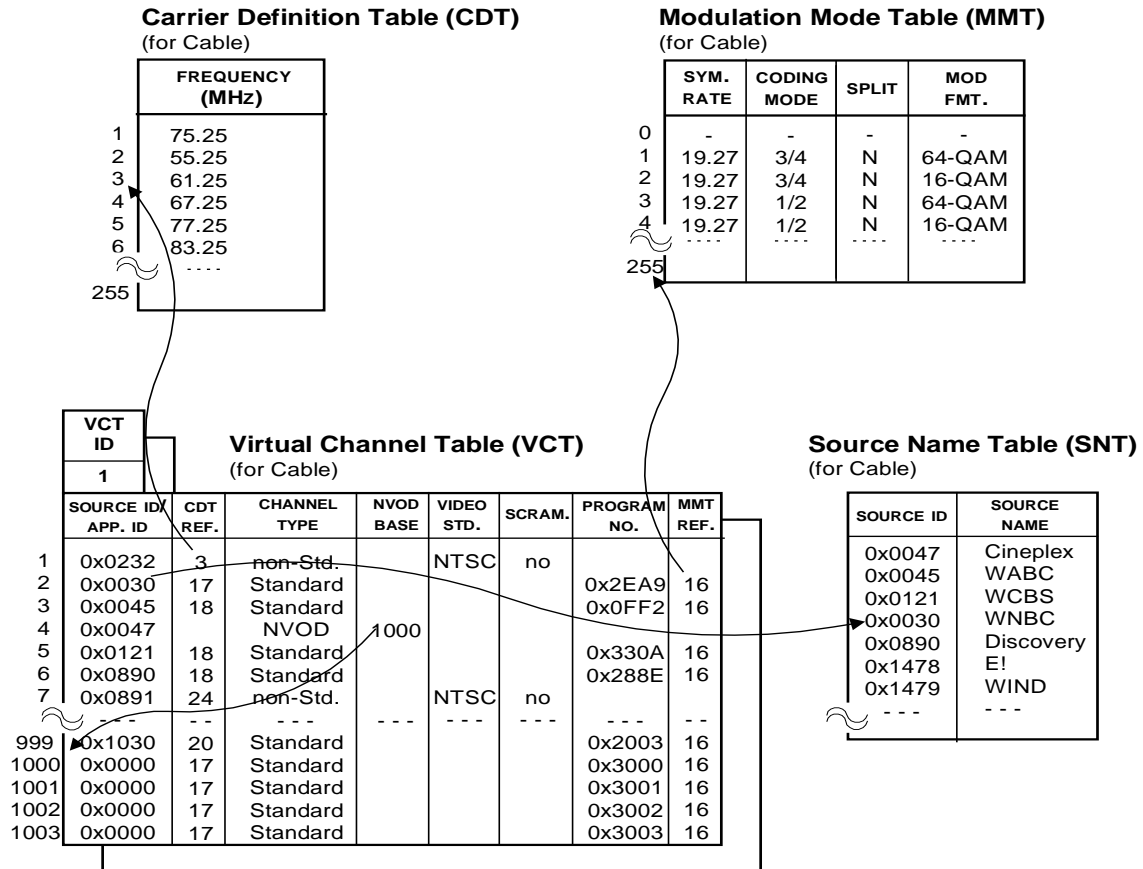 Carrier Definition Table (CDT)
(for Cable)
FREQUENCY
(MHz)
1 75.25
2 55.25
3 61.25
4 67.25
5 77.25
6 83.25
- - - -
255
Modulation Mode Table (MMT)
(for Cable)
SYM. RATE CODING MODE SPLIT MOD FMT.
0 - - - -
1 19.27 3/4 N 64-QAM
2 19.27 3/4 N 16-QAM
3 19.27 1/2 N 64-QAM
4 19.27 1/2 N 16-QAM
- - - - - - - - - - - - - - - -
255
VCT
ID
1
Virtual Channel Table (VCT)
(for Cable)
SOURCE ID/ APP. ID CDT REF. CHANNEL TYPE NVOD BASE VIDEO STD. SCRAM. PROGRAM NO. MMT REF.
1 0x0232 3 non-Std. NTSC no
2 0x0030 17 Standard 0x2EA9 16
3 0x0045 18 Standard 0x0FF2 16
4 0x0047 NVOD 1000
5 0x0121 18 Standard 0x330A 16
6 0x0890 18 Standard 0x288E 16
7 0x0891 24 non-Std. NTSC no
- - - - - - - - - - - - - - - - - - - - - -
999 0x1030 20 Standard 0x2003 16
1000 0x0000 17 Standard 0x3000 16
1001 0x0000 17 Standard 0x3001 16
1002 0x0000 17 Standard 0x3002 16
1003 0x0000 17 Standard 0x3003 16
Source Name Table (SNT)
(for Cable)
SOURCE ID SOURCE NAME
0x0047 Cineplex
0x0045 WABC
0x0121 WCBS
0x0030 WNBC
0x0890 Discovery
0x1478 E!
0x1479 WIND
- - - - - -